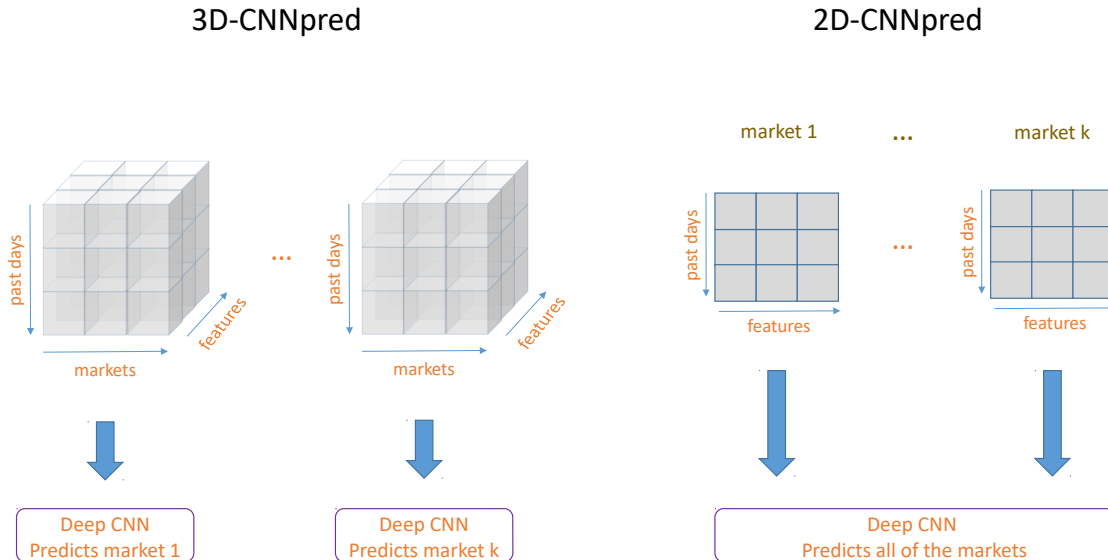 3D-CNNpred
past days
features
markets
...
past days
features
markets
Deep CNN
Predicts market 1
Deep CNN
Predicts market k
2D-CNNpred
market 1
...
market k
past days
features
...
past days
features
Deep CNN
Predicts all of the markets